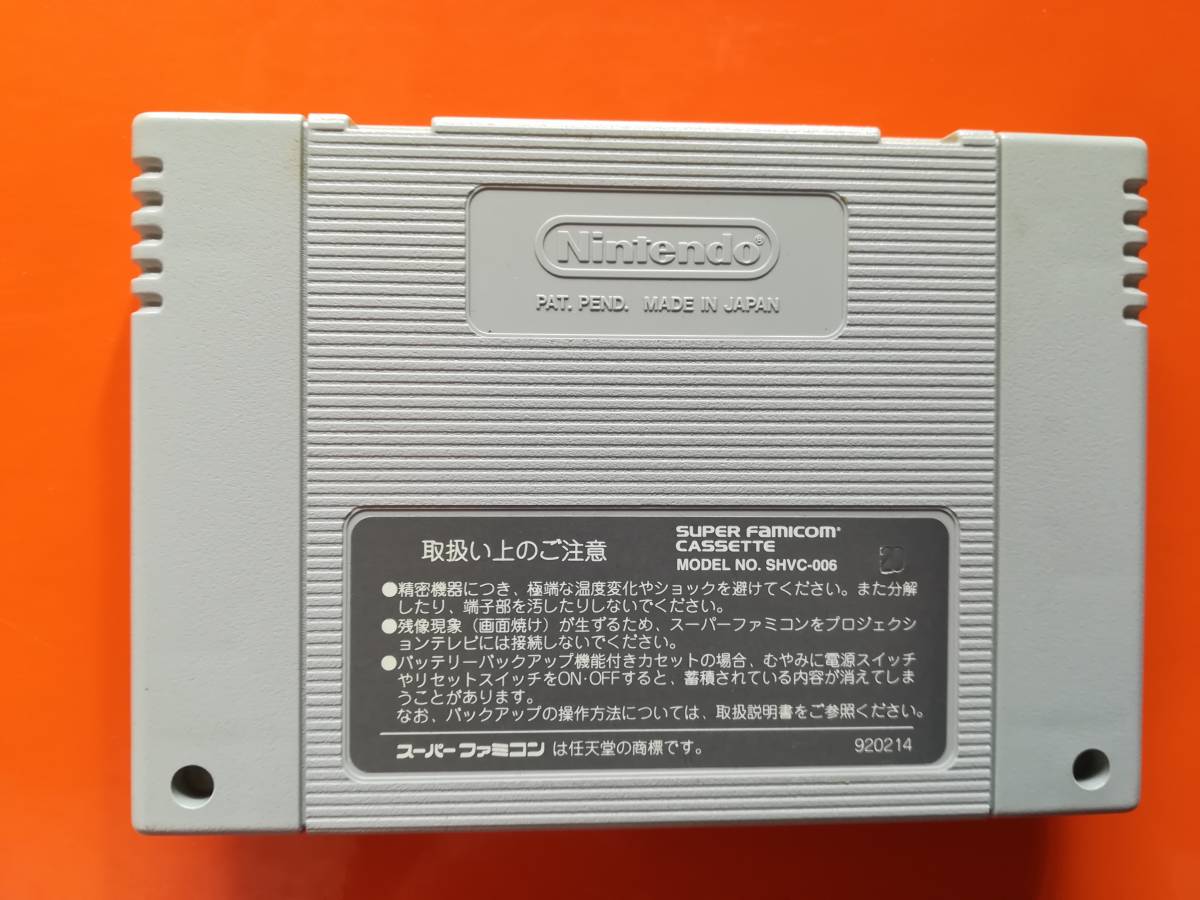 Nintendo®
PAT. PEND. MADE IN JAPAN
取扱い上のご注意
SUPER FAMICOM
CASSETTE
MODEL NO. SHVC-006
20
●精密機器につき、極端な温度変化やショックを避けてください。また分解
したり、端子部を汚したりしないでください。
●残像現象（画面焼け）が生ずるため、スーパーファミコンをプロジェクシ
ョンテレビには接続しないでください。
●バッテリーバックアップ機能付きカセットの場合、むやみに電源スイッチ
やリセットスイッチをON・OFFすると、蓄積されている内容が消えてしま
うことがあります。
なお、バックアップの操作方法については、取扱説明書をご参照ください。
スーパーファミコン は任天堂の商標です。
920214